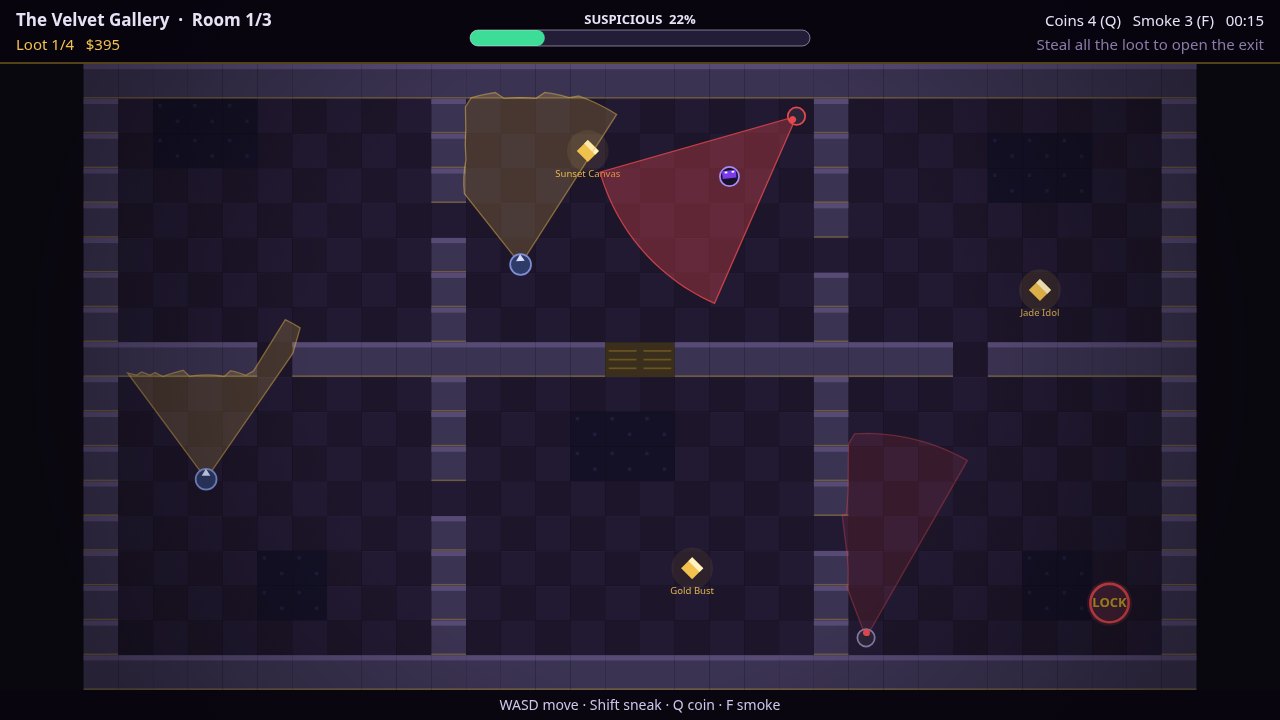 The Velvet Gallery · Room 1/3
Loot 1/4 $395
SUSPICIOUS 22%
Coins 4 (Q) Smoke 3 (F) 00:15
Steal all the loot to open the exit
Sunset Canvas
Jade Idol
Gold Bust
LOCK
WASD move · Shift sneak · Q coin · F smoke